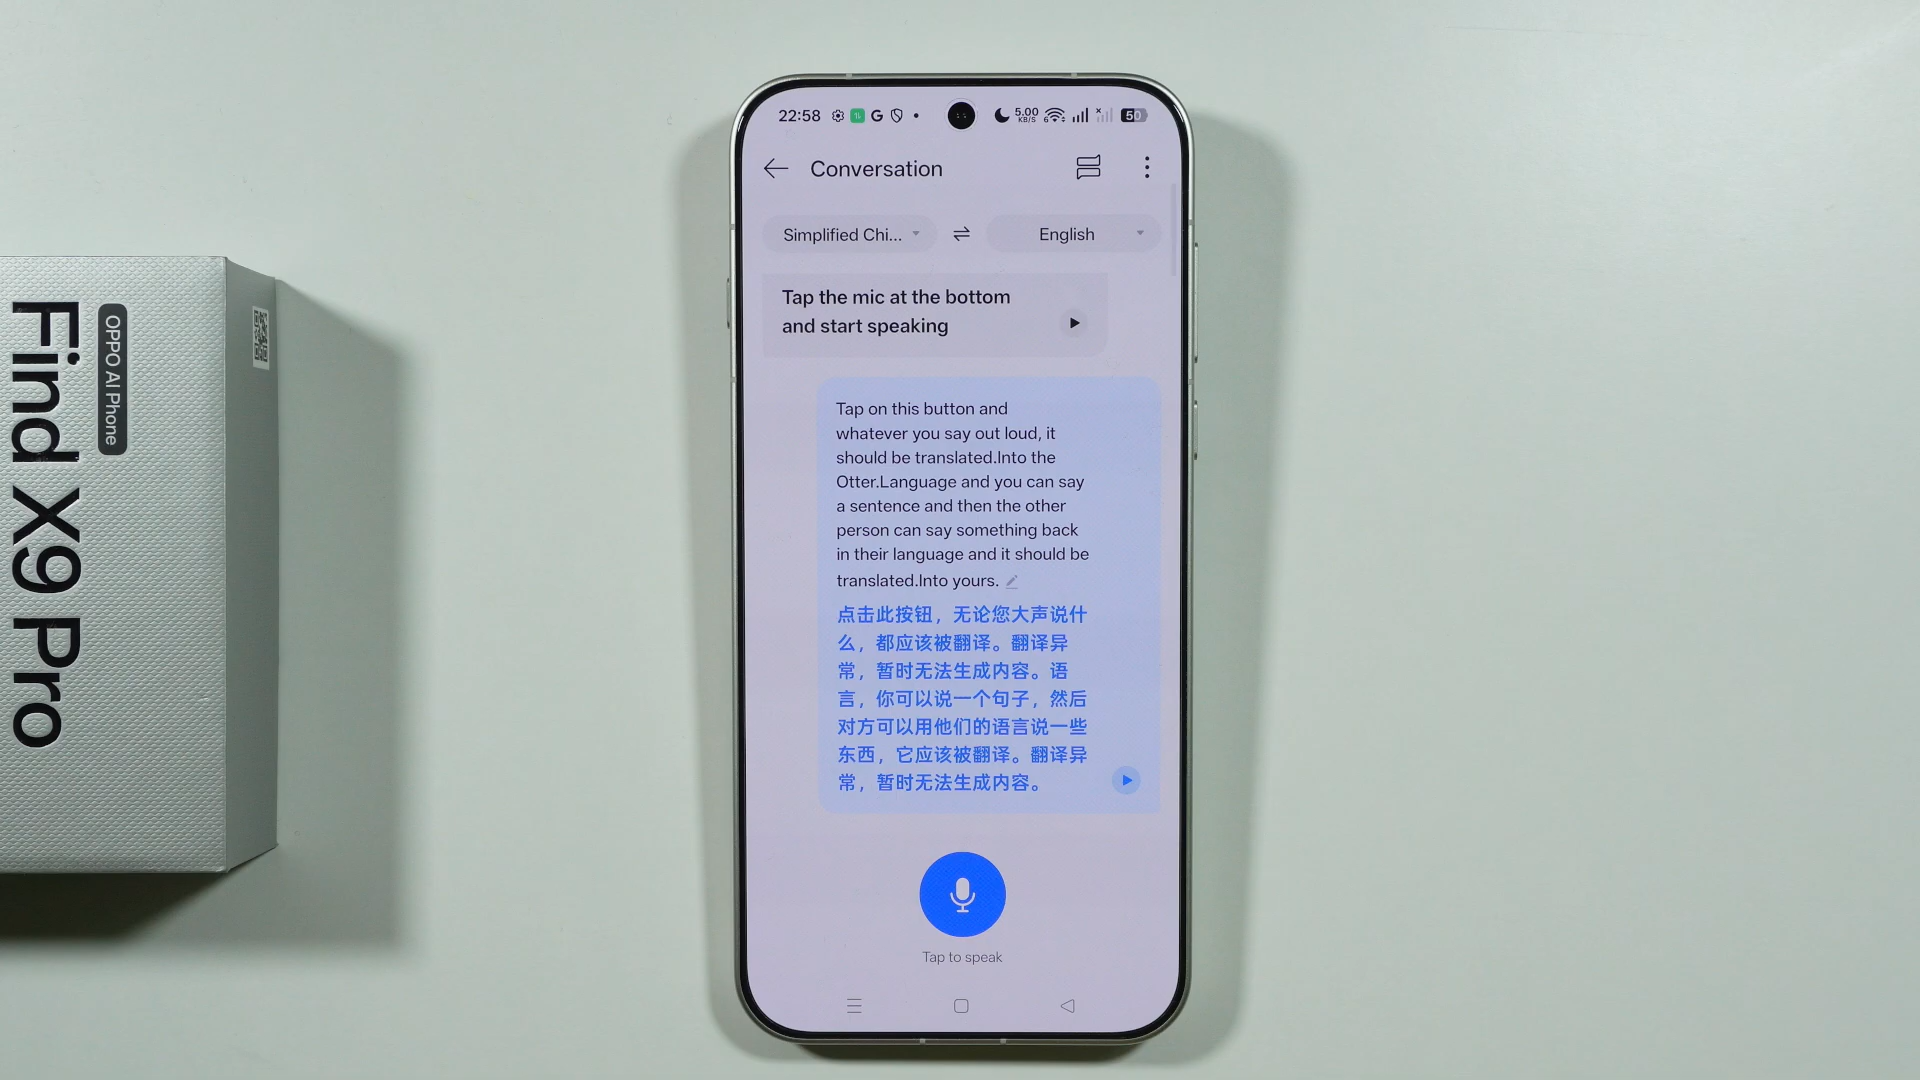 OPPO AI Phone
Find X9 Pro
22:58
5.00
KB/S
6
50
Conversation
Simplified Chi...
English
Tap the mic at the bottom
and start speaking
Tap on this button and
whatever you say out loud, it
should be translated.Into the
Otter.Language and you can say
a sentence and then the other
person can say something back
in their language and it should be
translated.Into yours.
点击此按钮，无论您大声说什
么，都应该被翻译。翻译异
常，暂时无法生成内容。语
言，你可以说一个句子，然后
对方可以用他们的语言说一些
东西，它应该被翻译。翻译异
常，暂时无法生成内容。
Tap to speak